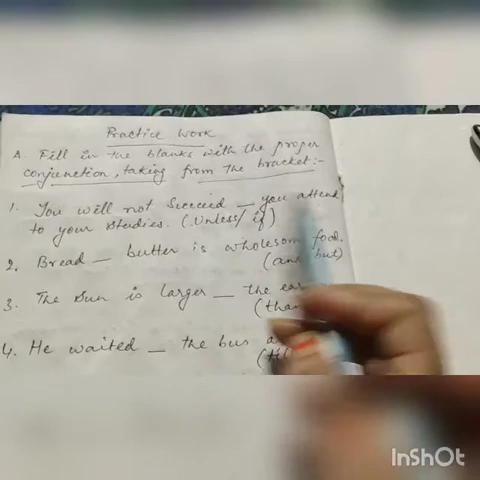 Practice Work
A. Fill in the blanks with the proper
conjunction, taking from the bracket:-
1. You will not Succeed _ you attend
to your studies. (Unless/if)
2. Bread _ butter is wholesome food.
(and but)
3. The Sun is larger _ the
(than
4. He waited _ the bus
InShOt